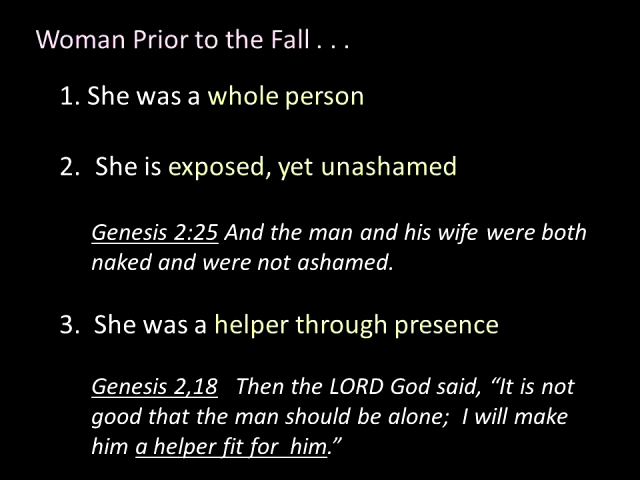 Woman Prior to the Fall . . .
1. She was a whole person
2. She is exposed, yet unashamed
Genesis 2:25 And the man and his wife were both
naked and were not ashamed.
3. She was a helper through presence
Genesis 2,18 Then the LORD God said, “It is not
good that the man should be alone; I will make
him a helper fit for him.”